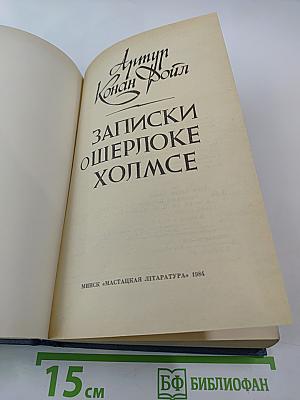 Артур
Конан Дойл
ЗАПИСКИ
О ШЕРЛОКЕ
ХОЛМСЕ
МИНСК «МАСТАЦКАЯ ЛІТАРАТУРА» 1984
15 см
БФ БИБЛИОФАН